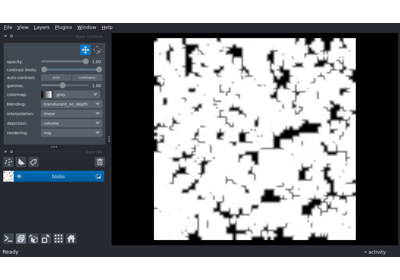 File View Layers Plugins Window Help
opacity: 1.00
contrast limits:
auto-contrast: once continuous
gamma: 1.00
colormap: gray
blending: translucent_no_depth
interpolation: linear
depiction: volume
rendering: mip
blobs
Ready
activity